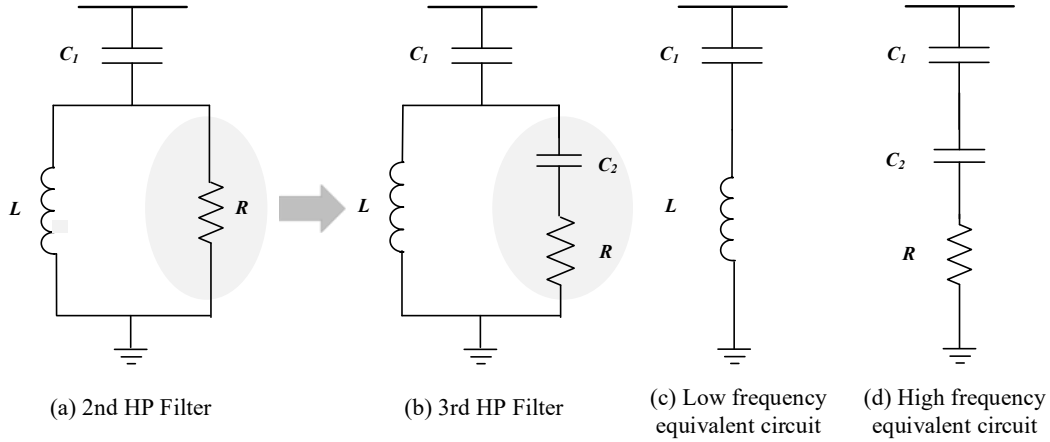 C1
L
R
(a) 2nd HP Filter
C1
L
C2
R
(b) 3rd HP Filter
C1
L
(c) Low frequency
equivalent circuit
C1
C2
R
(d) High frequency
equivalent circuit